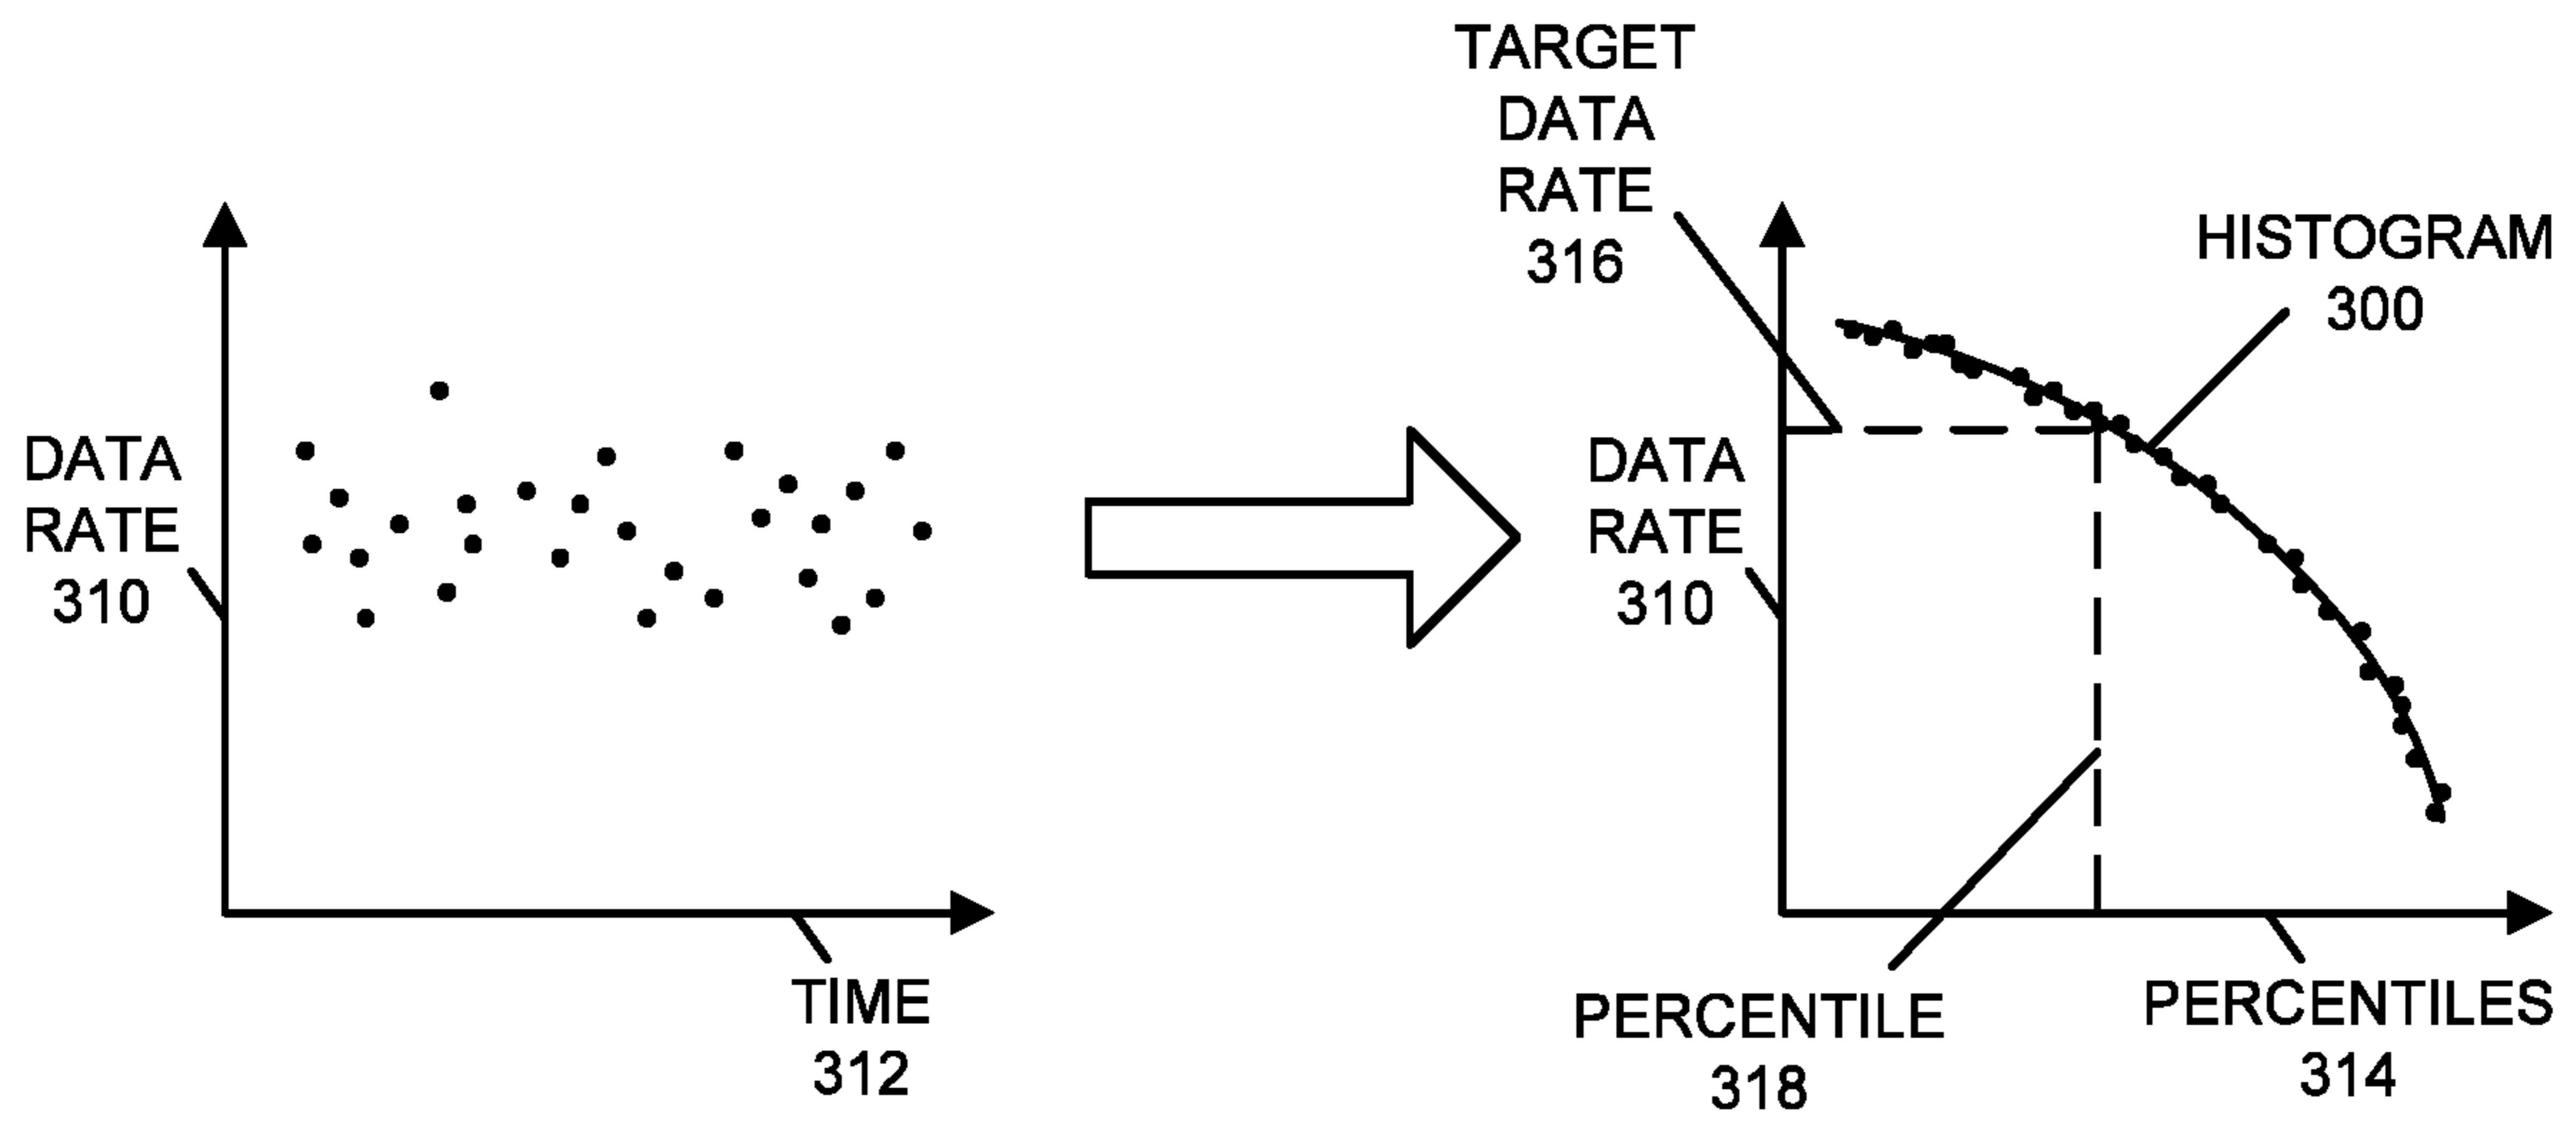 DATA
RATE
310
TIME
312
TARGET
DATA
RATE
316
HISTOGRAM
300
DATA
RATE
310
PERCENTILE
318
PERCENTILES
314